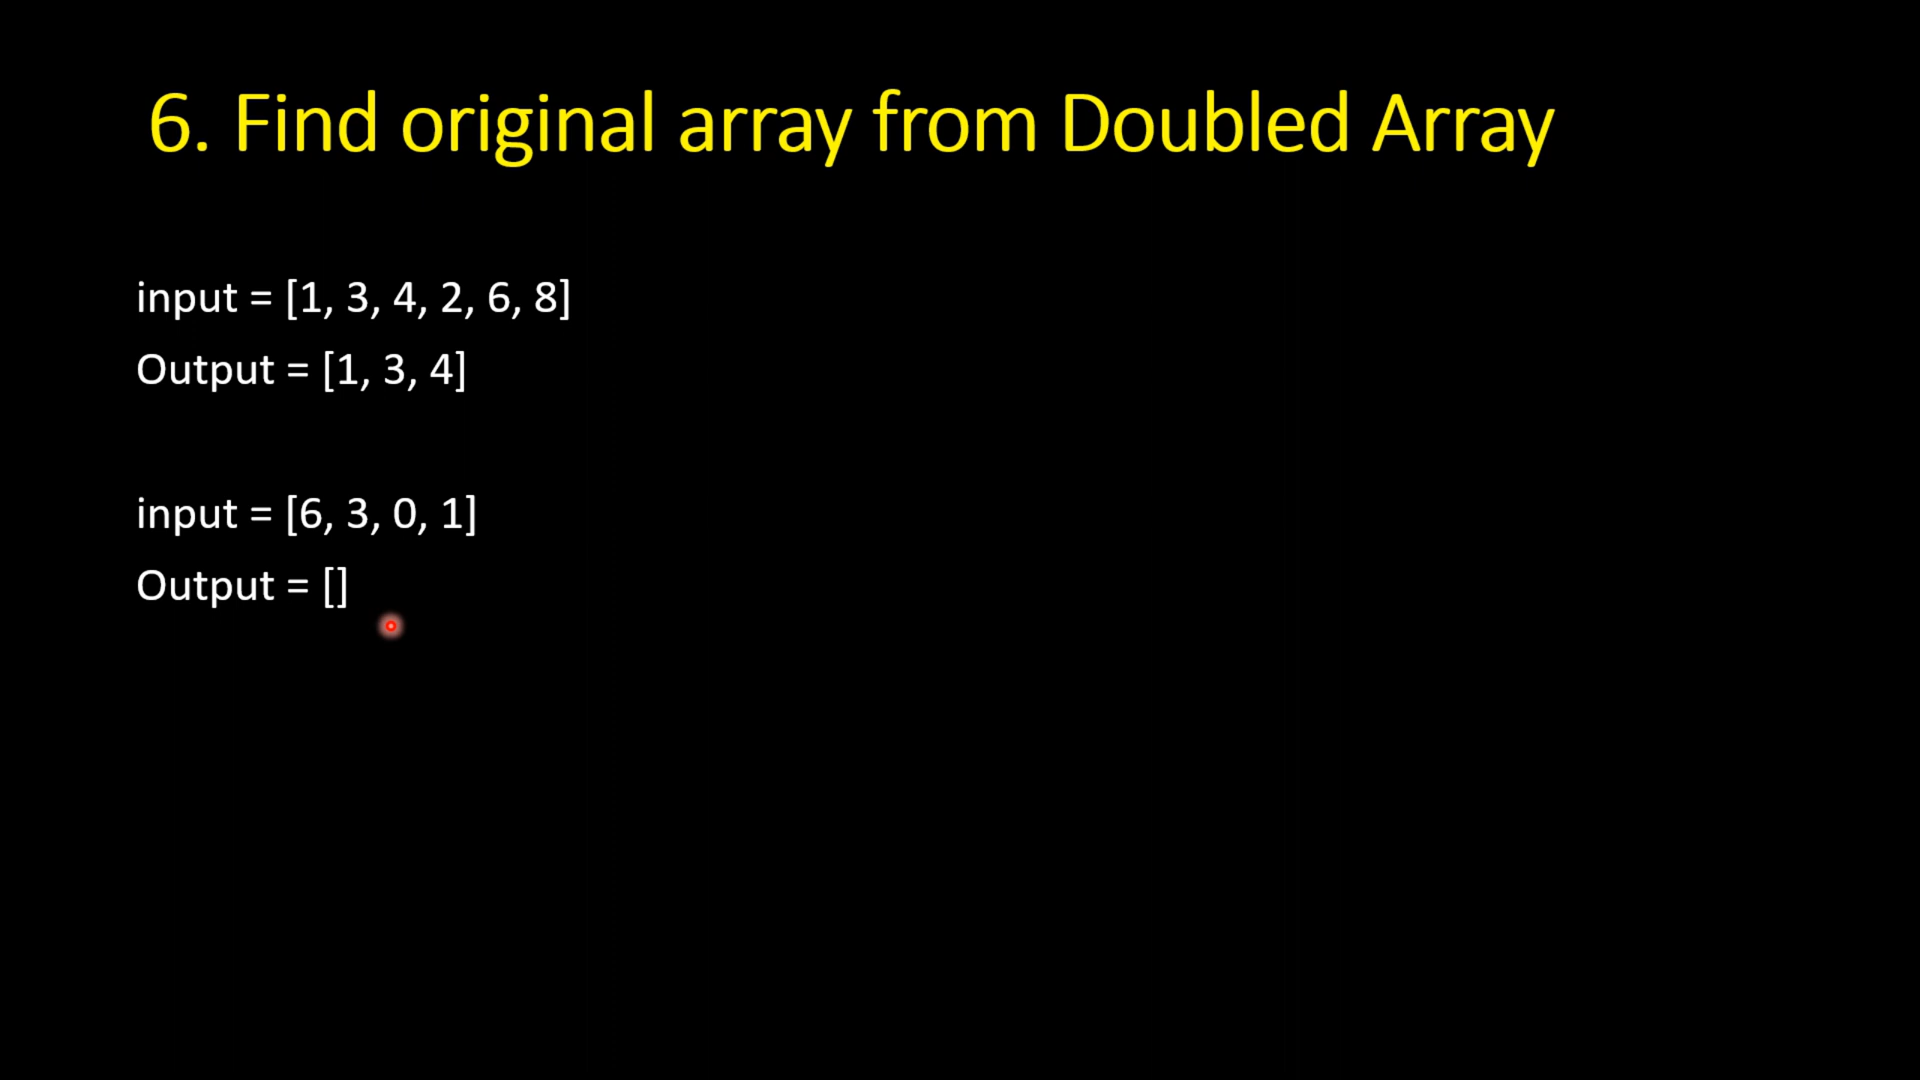 6. Find original array from Doubled Array
input = [1, 3, 4, 2, 6, 8]
Output = [1, 3, 4]
input = [6, 3, 0, 1]
Output = []